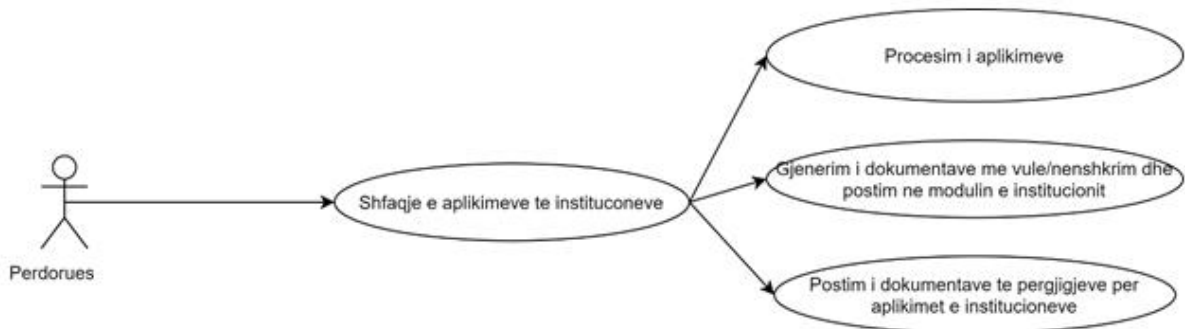 Procesim i aplikimeve
Gjenerim i dokumentave me vule/nenshkrim dhe
postim ne modulin e institucionit
Shfaqje e aplikimeve te instituconeve
Perdorues
Postim i dokumentave te pergjigjeve per
aplikimet e institucioneve